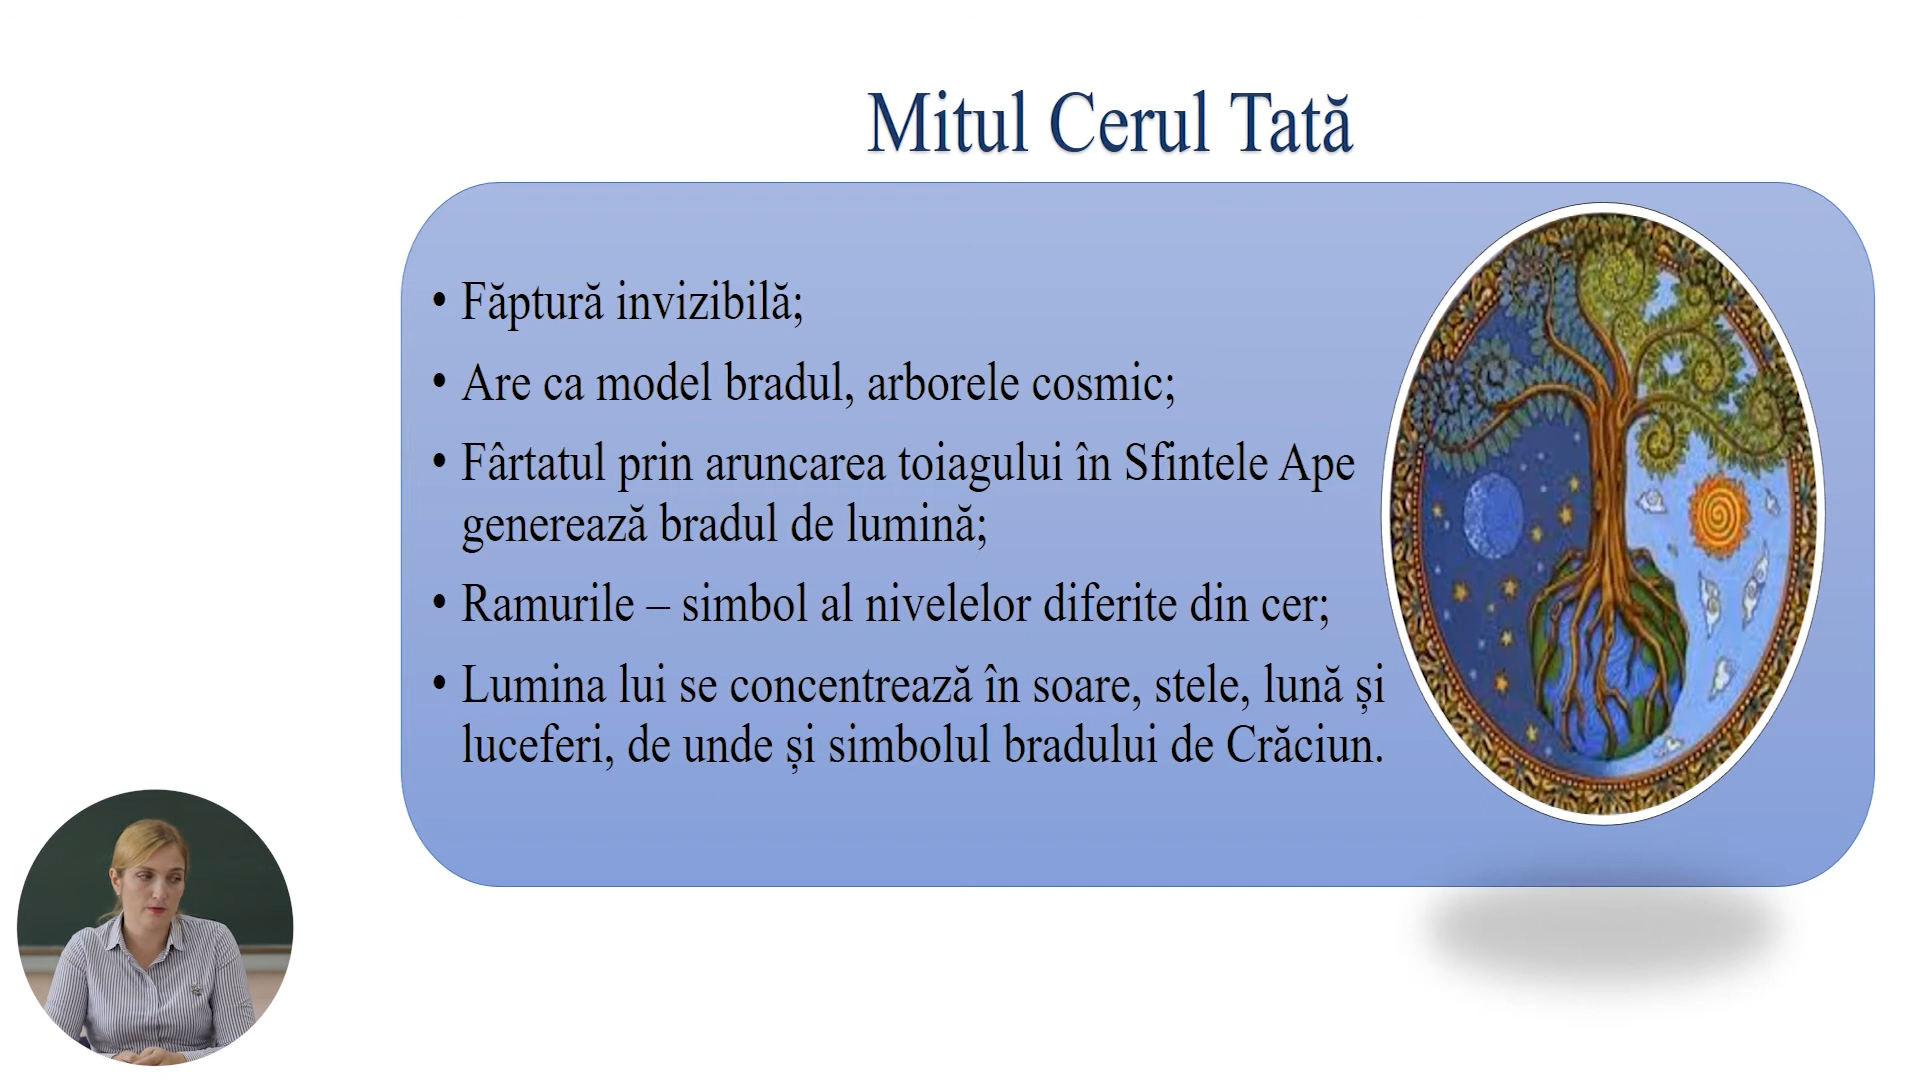 Mitul Cerul Tată
• Făptură invizibilă;
• Are ca model bradul, arborele cosmic;
• Fârtatul prin aruncarea toiagului în Sfintele Ape
generează bradul de lumină;
• Ramurile – simbol al nivelelor diferite din cer;
• Lumina lui se concentrează în soare, stele, lună și
luceferi, de unde și simbolul bradului de Crăciun.